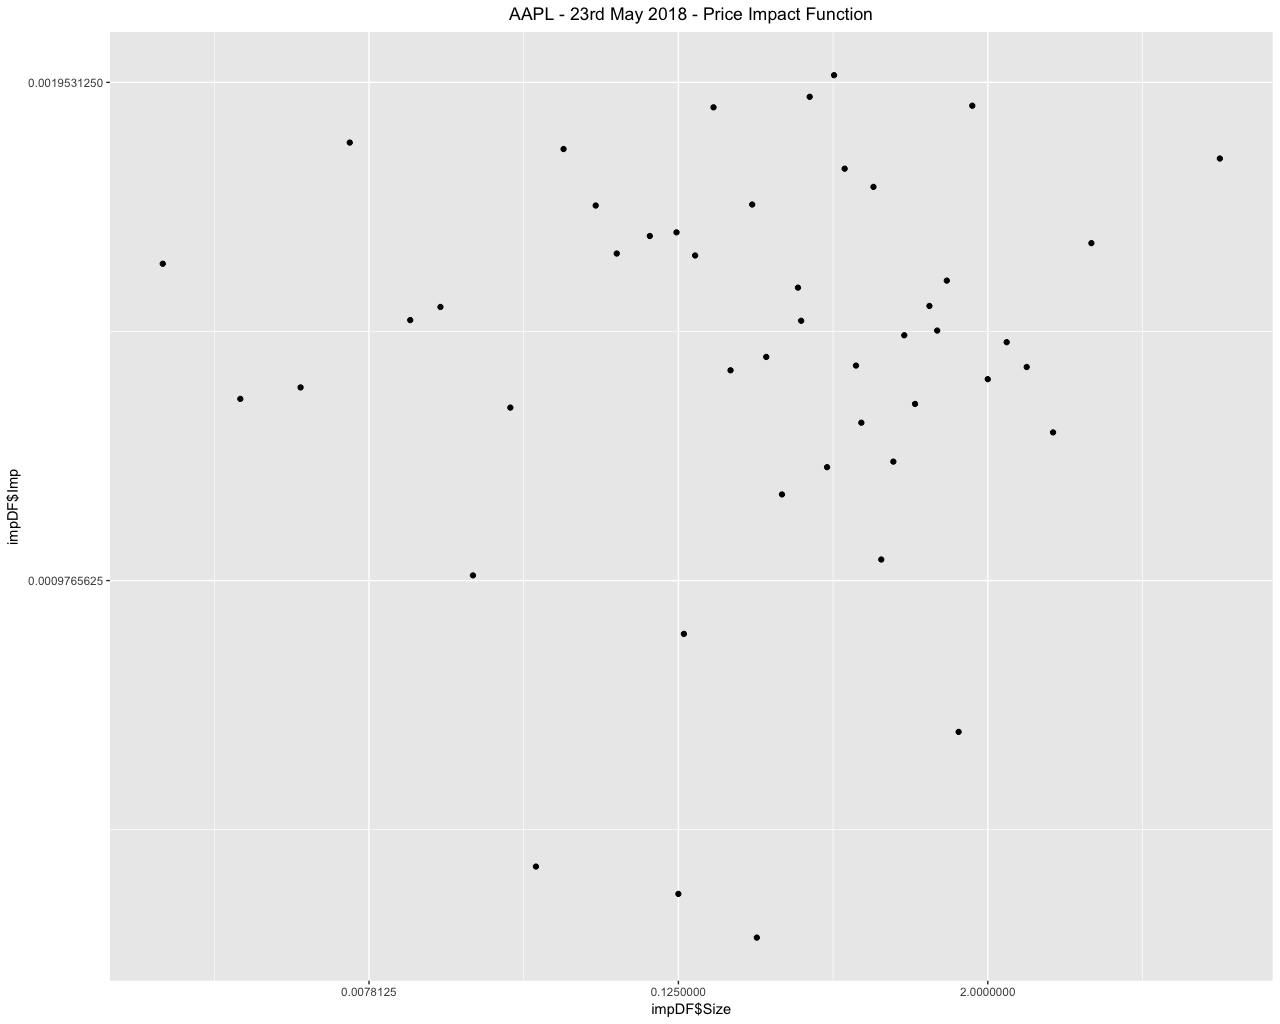 AAPL - 23rd May 2018 - Price Impact Function
0.0019531250
0.0009765625
impDF$Imp
0.0078125
0.1250000
2.0000000
impDF$Size